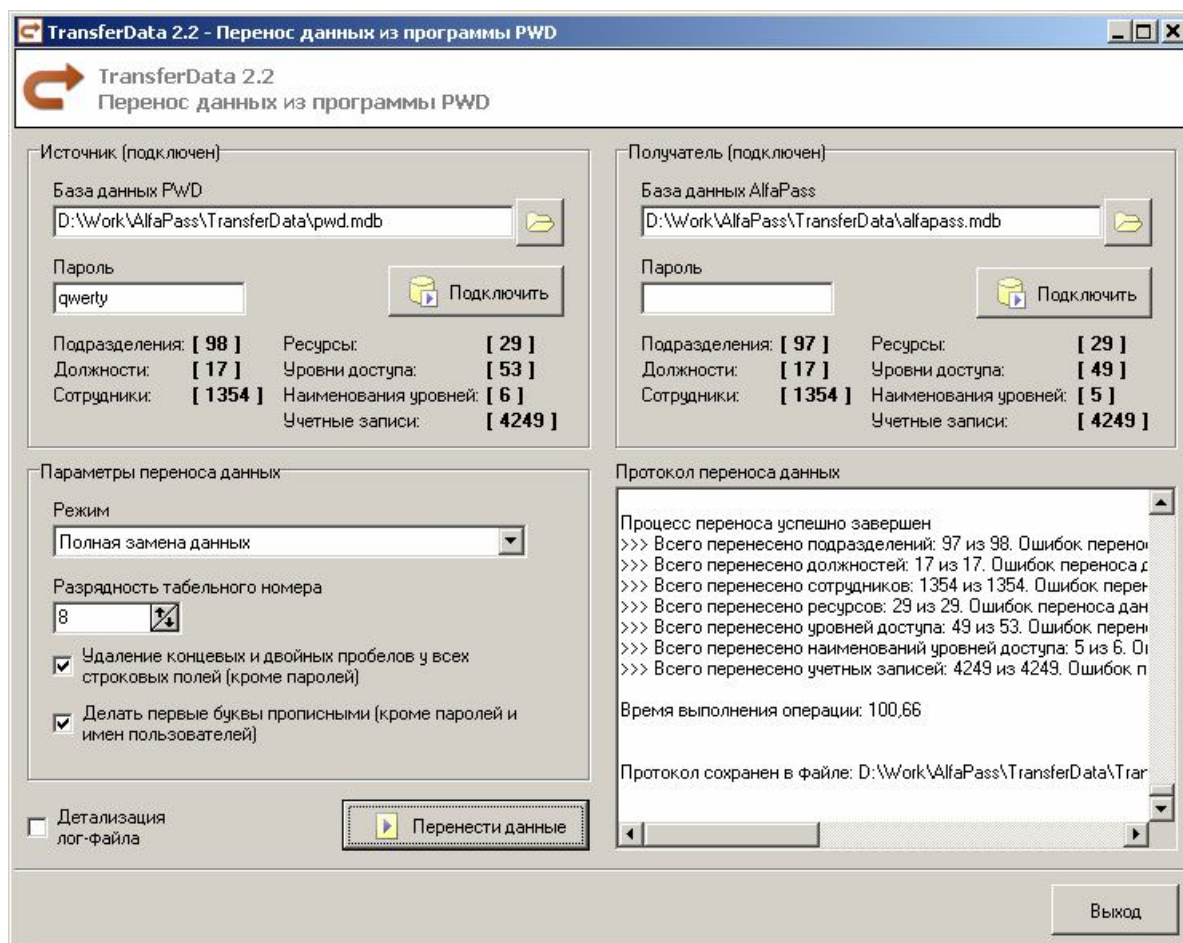 TransferData 2.2 - Перенос данных из программы PWD
TransferData 2.2
Перенос данных из программы PWD
Источник (подключен)
База данных PWD
D:\Work\AlfaPass\TransferData\pwd.mdb
Пароль
qwerty
Подключить
Подразделения: [ 98 ] Ресурсы: [ 29 ]
Должности: [ 17 ] Уровни доступа: [ 53 ]
Сотрудники: [ 1354 ] Наименования уровней: [ 6 ]
Учетные записи: [ 4249 ]
Получатель (подключен)
База данных AlfaPass
D:\Work\AlfaPass\TransferData\alfapass.mdb
Пароль
Подключить
Подразделения: [ 97 ] Ресурсы: [ 29 ]
Должности: [ 17 ] Уровни доступа: [ 49 ]
Сотрудники: [ 1354 ] Наименования уровней: [ 5 ]
Учетные записи: [ 4249 ]
Параметры переноса данных
Режим
Полная замена данных
Разрядность табельного номера
8
Удаление концевых и двойных пробелов у всех
строковых полей (кроме паролей)
Делать первые буквы прописными (кроме паролей и
имен пользователей)
Детализация
лог-файла
Перенести данные
Протокол переноса данных
Процесс переноса успешно завершен
>>> Всего перенесено подразделений: 97 из 98. Ошибок перено
>>> Всего перенесено должностей: 17 из 17. Ошибок переноса д
>>> Всего перенесено сотрудников: 1354 из 1354. Ошибок перен
>>> Всего перенесено ресурсов: 29 из 29. Ошибок переноса дан
>>> Всего перенесено уровней доступа: 49 из 53. Ошибок перен
>>> Всего перенесено наименований уровней доступа: 5 из 6. О
>>> Всего перенесено учетных записей: 4249 из 4249. Ошибок п
Время выполнения операции: 100,66
Протокол сохранен в файле: D:\Work\AlfaPass\TransferData\Tran
Выход